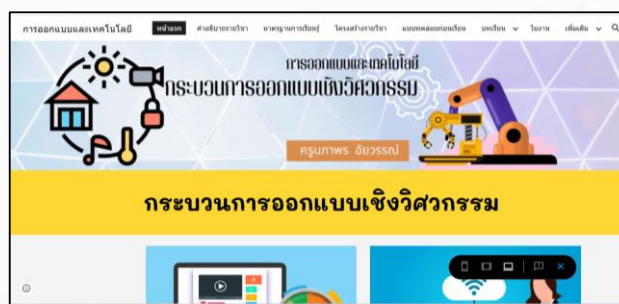 การออกแบบและเทคโนโลยี
หน้าแรก คำอธิบายรายวิชา มาตรฐานการเรียนรู้ โครงสร้างรายวิชา แบบทดสอบก่อนเรียน บทเรียน ใบงาน เพิ่มเติม
การออกแบบและเทคโนโลยี
กระบวนการออกแบบเชิงวิศวกรรม
ครูนภาพร อัยวรรณ์
กระบวนการออกแบบเชิงวิศวกรรม